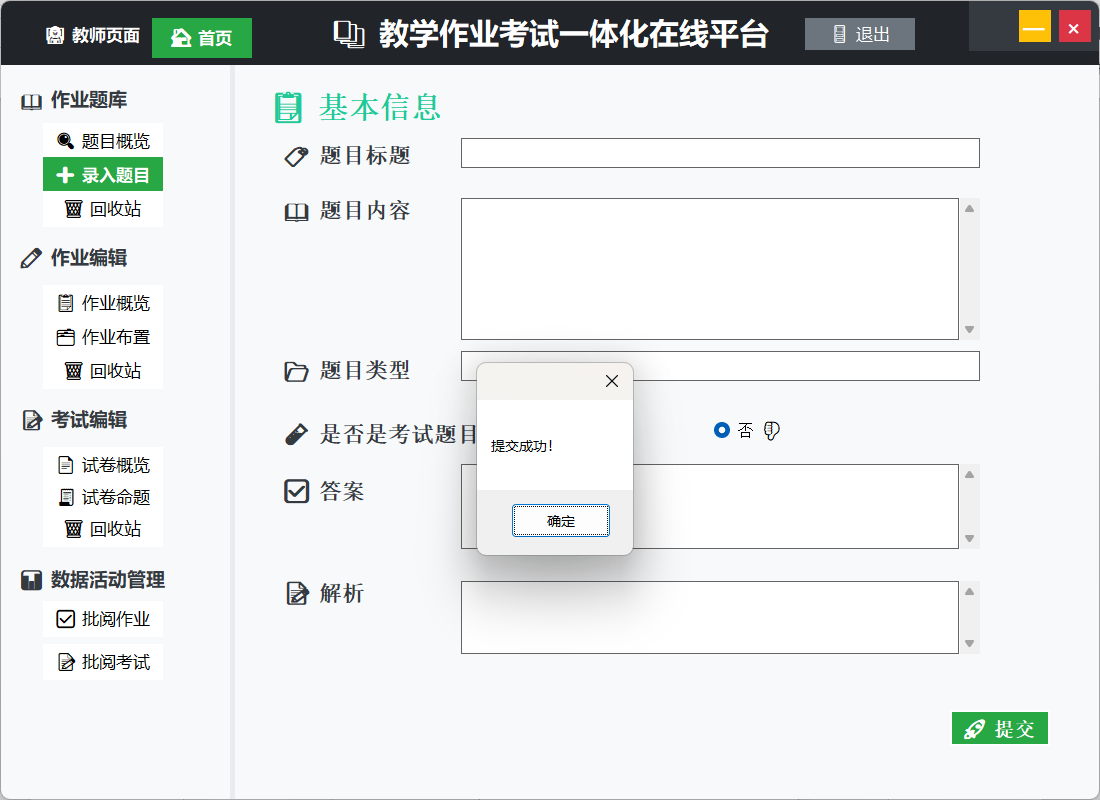 教师页面
首页
教学作业考试一体化在线平台
退出
作业题库
题目概览
录入题目
回收站
作业编辑
作业概览
作业布置
回收站
考试编辑
试卷概览
试卷命题
回收站
数据活动管理
批阅作业
批阅考试
基本信息
题目标题
题目内容
题目类型
是否是考试题目
否
答案
解析
提交成功!
确定
提交